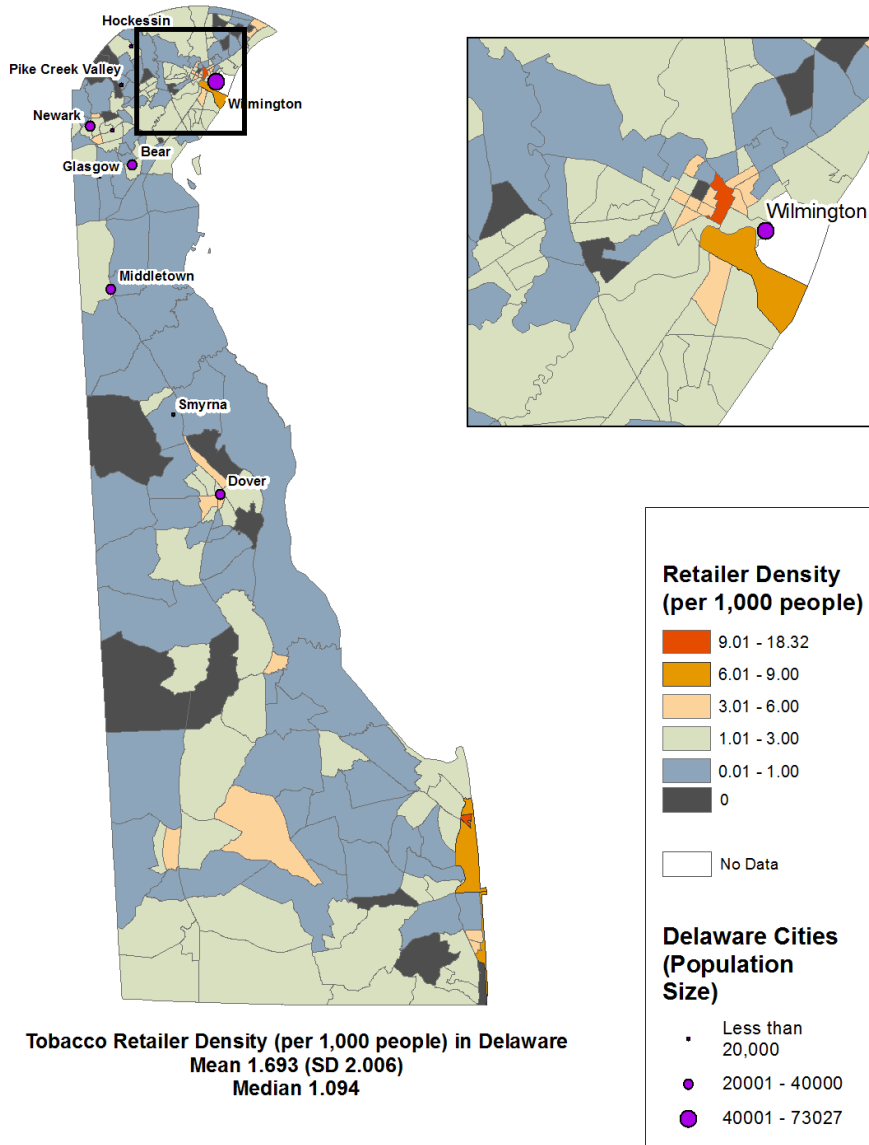 Hockessin
Pike Creek Valley
Wilmington
Newark
Bear
Glasgow
Middletown
Smyrna
Dover
Wilmington
Retailer Density
(per 1,000 people)
9.01 - 18.32
6.01 - 9.00
3.01 - 6.00
1.01 - 3.00
0.01 - 1.00
0
No Data
Delaware Cities
(Population
Size)
Less than
20,000
20001 - 40000
40001 - 73027
Tobacco Retailer Density (per 1,000 people) in Delaware
Mean 1.693 (SD 2.006)
Median 1.094